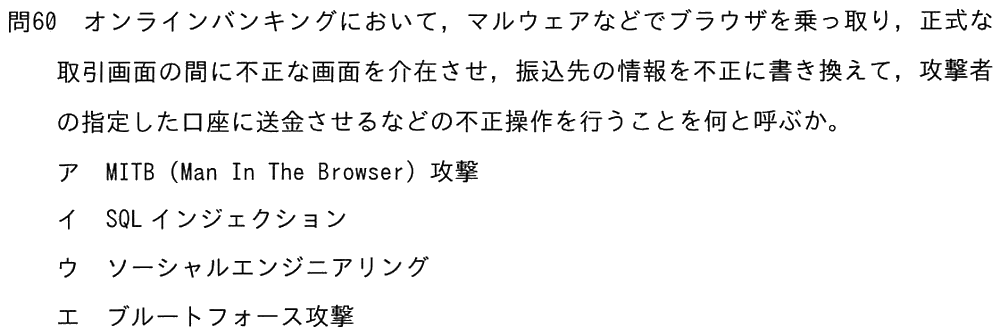 問60 オンラインバンキングにおいて，マルウェアなどでブラウザを乗っ取り，正式な
取引画面の間に不正な画面を介在させ，振込先の情報を不正に書き換えて，攻撃者
の指定した口座に送金させるなどの不正操作を行うことを何と呼ぶか。
ア MITB (Man In The Browser) 攻撃
イ SQL インジェクション
ウ ソーシャルエンジニアリング
エ ブルートフォース攻撃